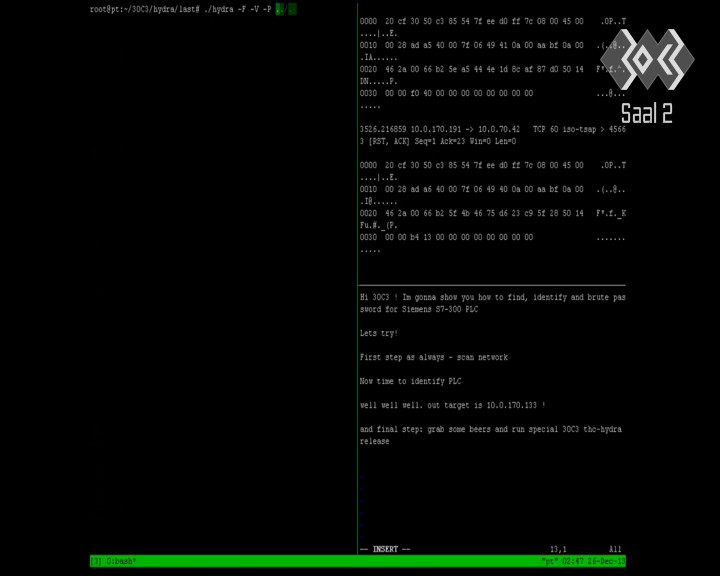 root@pt:~/30C3/hydra/iast# ./hydra -F -V -P ./
0000 20 cf 30 50 c3 85 54 7f ee d0 ff 7c 08 00 45 00 .OP..T
....|..E.
0010 00 28 ad a5 40 00 7f 06 49 41 0a 00 aa bf 0a 00 .(..@..
.IA......
0020 46 2a 00 66 b2 5e a5 44 4e 1d 8c af 87 d0 50 14 F*.f.^.
DN.....P.
0030 00 00 f0 40 00 00 00 00 00 00 00 00 ...@...
.....
3526.216859 10.0.170.191 -> 10.0.70.42 TCP 60 iso-tsap > 4566
3 [RST, ACK] Seq=1 Ack=23 Win=0 Len=0
0000 20 cf 30 50 c3 85 54 7f ee d0 ff 7c 08 00 45 00 .OP..T
....|..E.
0010 00 28 ad a6 40 00 7f 06 49 40 0a 00 aa bf 0a 00 .(..@..
.I@......
0020 46 2a 00 66 b2 5f 4b 46 75 d6 23 c9 5f 28 50 14 F*.f._K
Fu.#._(P.
0030 00 00 b4 13 00 00 00 00 00 00 00 00 .......
.....
Hi 30C3 ! Im gonna show you how to find, identify and brute pas
sword for Siemens S7-300 PLC
Lets try!
First step as always - scan network
Now time to identify PLC
well well well. out target is 10.0.170.133 !
and final step: grab some beers and run special 30C3 thc-hydra
release
-- INSERT -- 13,1 All
[3] 0:bash* "pt" 02:47 26-Dec-13
30C3
Saal 2